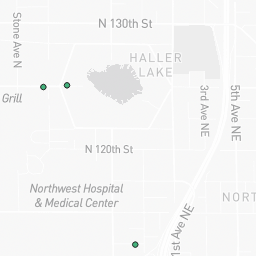 N 130th St
Stone Ave N
HALLER
LAKE
Grill
3rd Ave NE
5th Ave NE
N 120th St
Northwest Hospital
& Medical Center
NORT
1st Ave NE